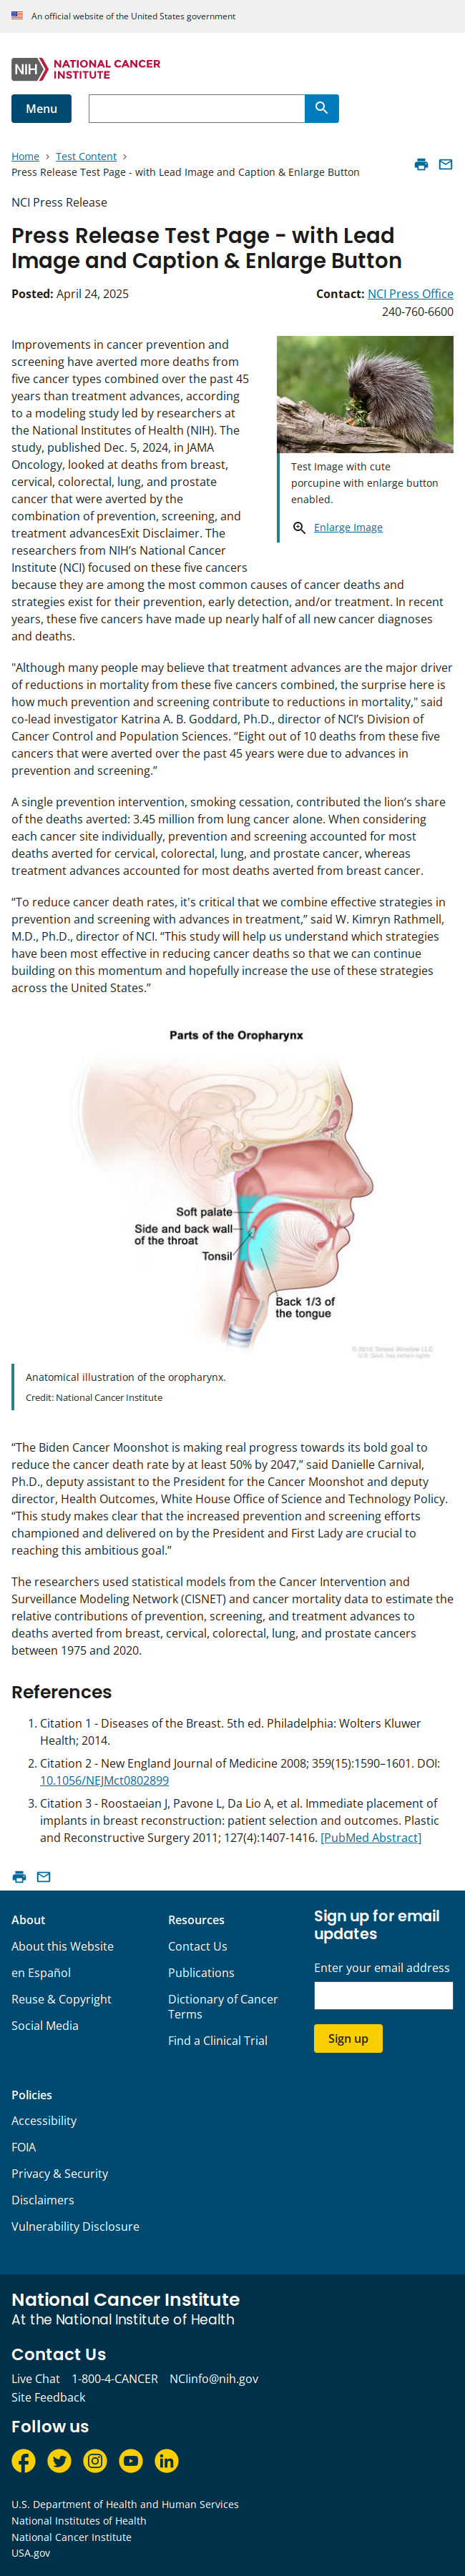 An official website of the United States government
NIH NATIONAL CANCER
INSTITUTE
Menu
Home > Test Content >
Press Release Test Page - with Lead Image and Caption & Enlarge Button
NCI Press Release
Press Release Test Page - with Lead
Image and Caption & Enlarge Button
Posted: April 24, 2025
Contact: NCI Press Office
240-760-6600
Improvements in cancer prevention and
screening have averted more deaths from
five cancer types combined over the past 45
years than treatment advances, according
to a modeling study led by researchers at
the National Institutes of Health (NIH). The
study, published Dec. 5, 2024, in JAMA
Oncology, looked at deaths from breast,
cervical, colorectal, lung, and prostate
cancer that were averted by the
combination of prevention, screening, and
treatment advancesExit Disclaimer. The
researchers from NIH’s National Cancer
Institute (NCI) focused on these five cancers
because they are among the most common causes of cancer deaths and
strategies exist for their prevention, early detection, and/or treatment. In recent
years, these five cancers have made up nearly half of all new cancer diagnoses
and deaths.
Test Image with cute
porcupine with enlarge button
enabled.
Enlarge Image
"Although many people may believe that treatment advances are the major driver
of reductions in mortality from these five cancers combined, the surprise here is
how much prevention and screening contribute to reductions in mortality," said
co-lead investigator Katrina A. B. Goddard, Ph.D., director of NCI’s Division of
Cancer Control and Population Sciences. “Eight out of 10 deaths from these five
cancers that were averted over the past 45 years were due to advances in
prevention and screening.”
A single prevention intervention, smoking cessation, contributed the lion’s share
of the deaths averted: 3.45 million from lung cancer alone. When considering
each cancer site individually, prevention and screening accounted for most
deaths averted for cervical, colorectal, lung, and prostate cancer, whereas
treatment advances accounted for most deaths averted from breast cancer.
“To reduce cancer death rates, it's critical that we combine effective strategies in
prevention and screening with advances in treatment,” said W. Kimryn Rathmell,
M.D., Ph.D., director of NCI. “This study will help us understand which strategies
have been most effective in reducing cancer deaths so that we can continue
building on this momentum and hopefully increase the use of these strategies
across the United States.”
Parts of the Oropharynx
Soft palate
Side and back wall
of the throat
Tonsil
Back 1/3 of
the tongue
© 2016 Terese Winslow LLC
U.S. Govt. has certain rights
Anatomical illustration of the oropharynx.
Credit: National Cancer Institute
“The Biden Cancer Moonshot is making real progress towards its bold goal to
reduce the cancer death rate by at least 50% by 2047,” said Danielle Carnival,
Ph.D., deputy assistant to the President for the Cancer Moonshot and deputy
director, Health Outcomes, White House Office of Science and Technology Policy.
“This study makes clear that the increased prevention and screening efforts
championed and delivered on by the President and First Lady are crucial to
reaching this ambitious goal.”
The researchers used statistical models from the Cancer Intervention and
Surveillance Modeling Network (CISNET) and cancer mortality data to estimate the
relative contributions of prevention, screening, and treatment advances to
deaths averted from breast, cervical, colorectal, lung, and prostate cancers
between 1975 and 2020.
References
1. Citation 1 - Diseases of the Breast. 5th ed. Philadelphia: Wolters Kluwer
Health; 2014.
2. Citation 2 - New England Journal of Medicine 2008; 359(15):1590–1601. DOI:
10.1056/NEJMct0802899
3. Citation 3 - Roostaeian J, Pavone L, Da Lio A, et al. Immediate placement of
implants in breast reconstruction: patient selection and outcomes. Plastic
and Reconstructive Surgery 2011; 127(4):1407-1416. [PubMed Abstract]
About
About this Website
en Español
Reuse & Copyright
Social Media
Resources
Contact Us
Publications
Dictionary of Cancer
Terms
Find a Clinical Trial
Sign up for email
updates
Enter your email address
Sign up
Policies
Accessibility
FOIA
Privacy & Security
Disclaimers
Vulnerability Disclosure
National Cancer Institute
At the National Institute of Health
Contact Us
Live Chat 1-800-4-CANCER NCIinfo@nih.gov
Site Feedback
Follow us
U.S. Department of Health and Human Services
National Institutes of Health
National Cancer Institute
USA.gov